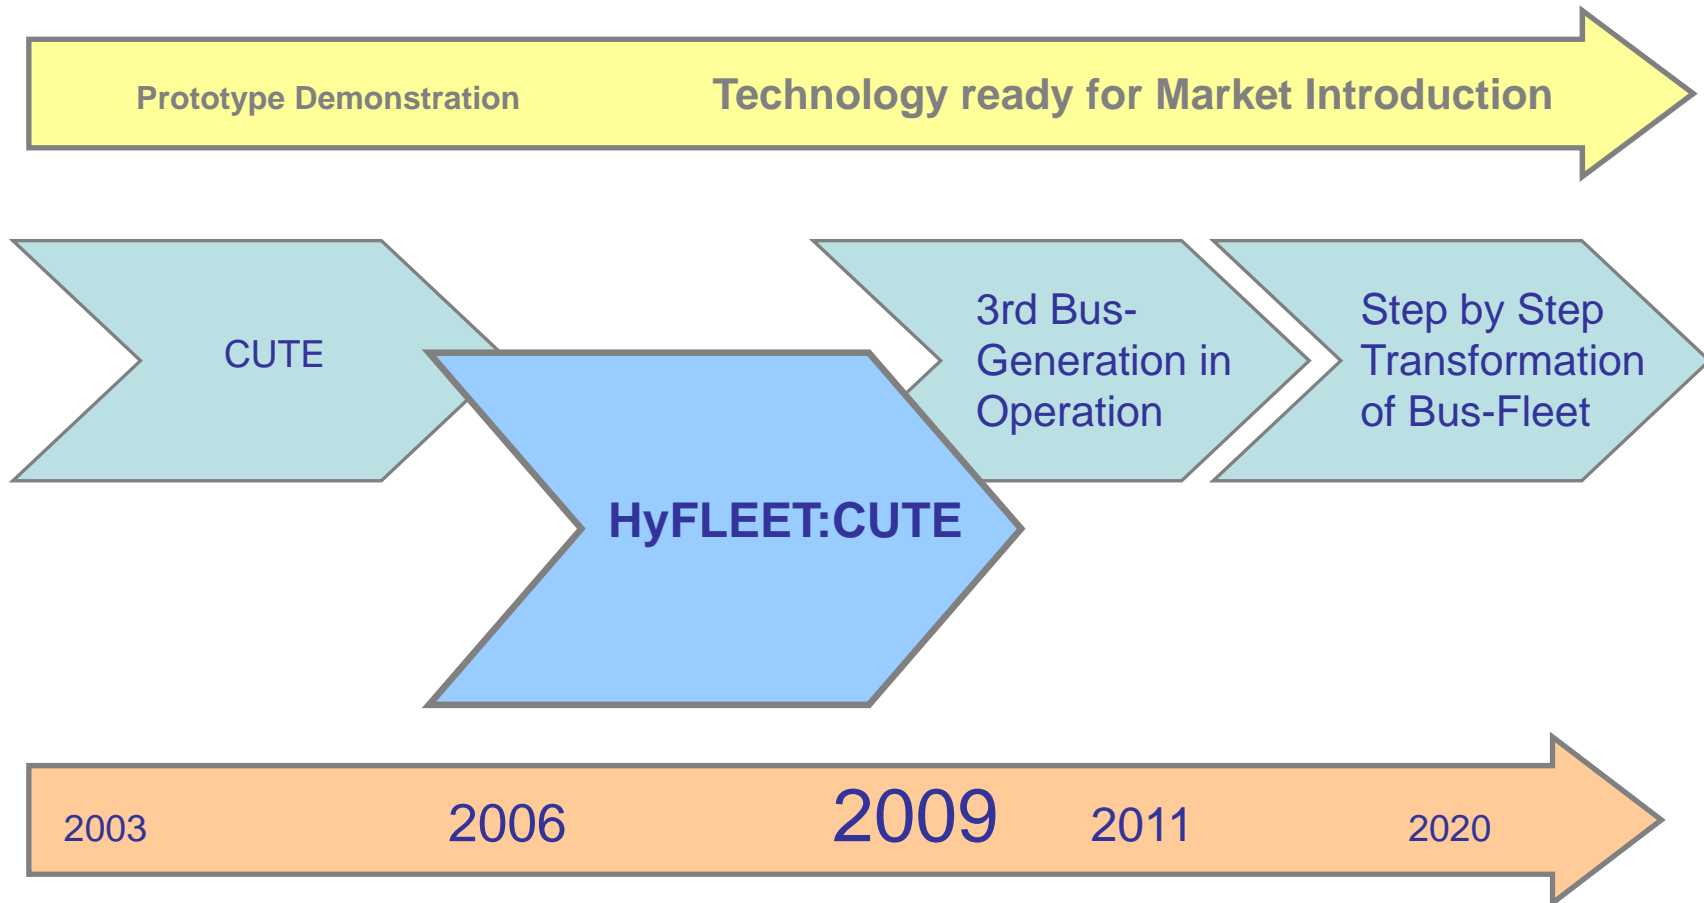 Prototype Demonstration
Technology ready for Market Introduction
CUTE
HyFLEET:CUTE
3rd Bus-
Generation in
Operation
Step by Step
Transformation
of Bus-Fleet
2003
2006
2009
2011
2020